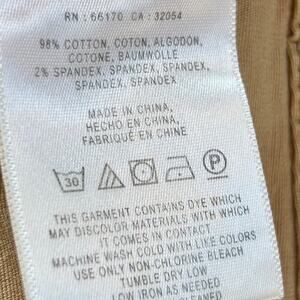 RN : 66170 CA : 32054
98% COTTON, COTON, ALGODON,
COTONE, BAUMWOLLE
2% SPANDEX, SPANDEX, SPANDEX,
SPANDEX, SPANDEX
MADE IN CHINA,
HECHO EN CHINA,
FABRIQUÉ EN CHINE
30 P
THIS GARMENT CONTAINS DYE WHICH
MAY DISCOLOR MATERIALS WITH WHICH
IT COMES IN CONTACT
MACHINE WASH COLD WITH LIKE COLORS
USE ONLY NON-CHLORINE BLEACH
TUMBLE DRY LOW
LOW IRON AS NEEDED